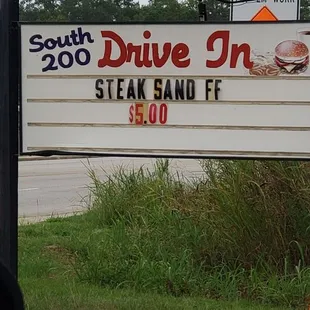 South
200
Drive In
STEAK SAND FF
$5.00